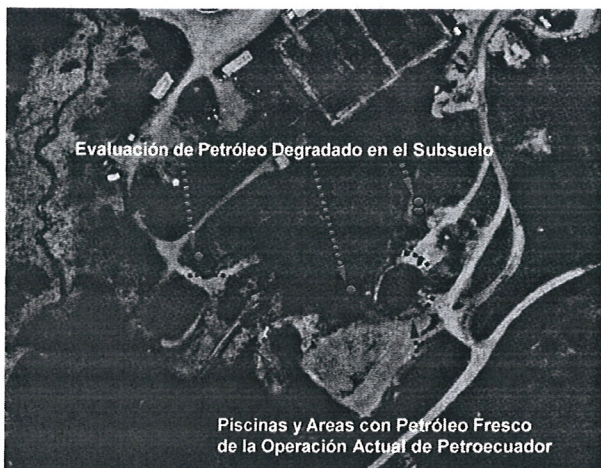 Evaluación de Petróleo Degradado en el Subsuelo
Piscinas y Areas con Petróleo Fresco
de la Operación Actual de Petroecuador